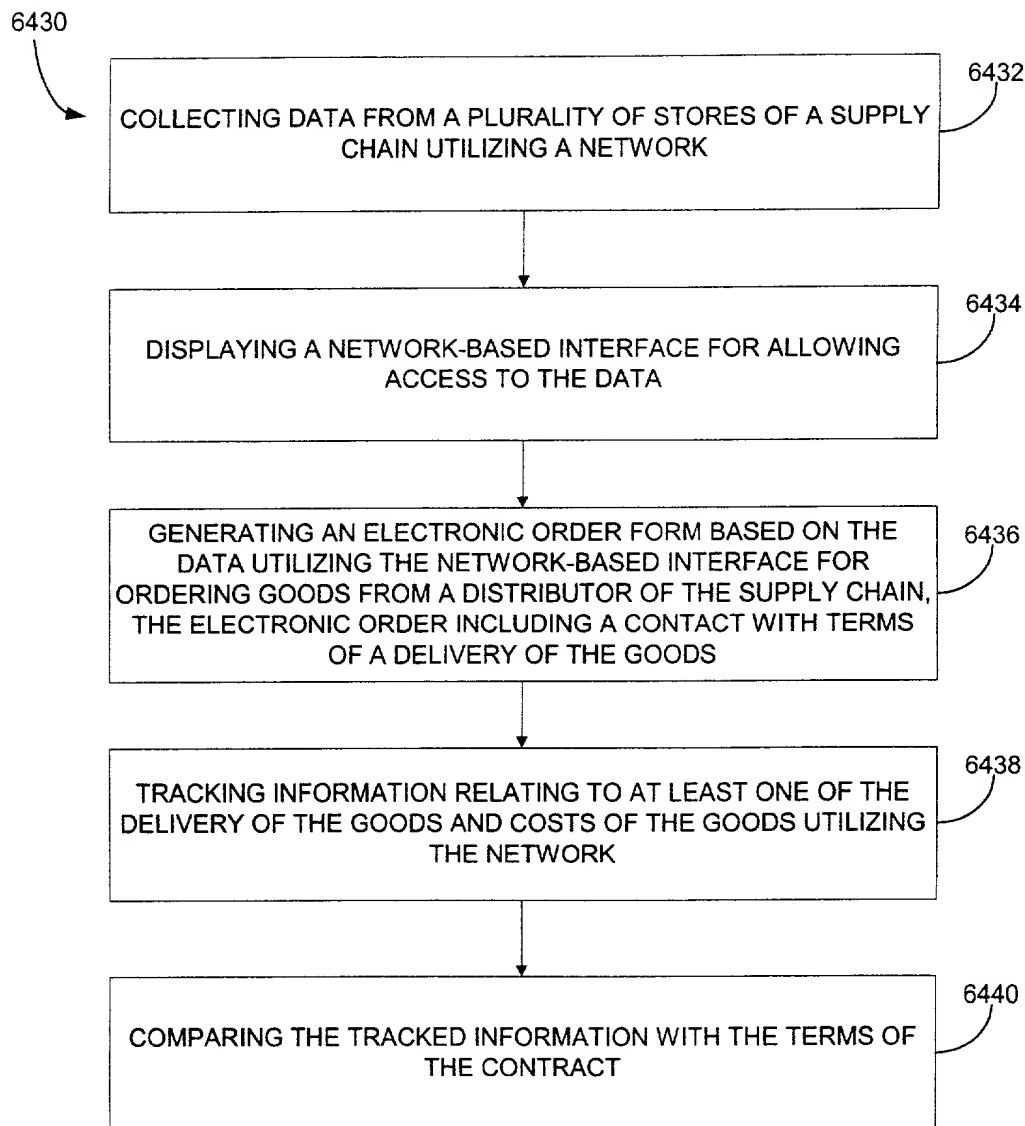 6430
6432
COLLECTING DATA FROM A PLURALITY OF STORES OF A SUPPLY
CHAIN UTILIZING A NETWORK
6434
DISPLAYING A NETWORK-BASED INTERFACE FOR ALLOWING
ACCESS TO THE DATA
6436
GENERATING AN ELECTRONIC ORDER FORM BASED ON THE
DATA UTILIZING THE NETWORK-BASED INTERFACE FOR
ORDERING GOODS FROM A DISTRIBUTOR OF THE SUPPLY CHAIN,
THE ELECTRONIC ORDER INCLUDING A CONTACT WITH TERMS
OF A DELIVERY OF THE GOODS
6438
TRACKING INFORMATION RELATING TO AT LEAST ONE OF THE
DELIVERY OF THE GOODS AND COSTS OF THE GOODS UTILIZING
THE NETWORK
6440
COMPARING THE TRACKED INFORMATION WITH THE TERMS OF
THE CONTRACT